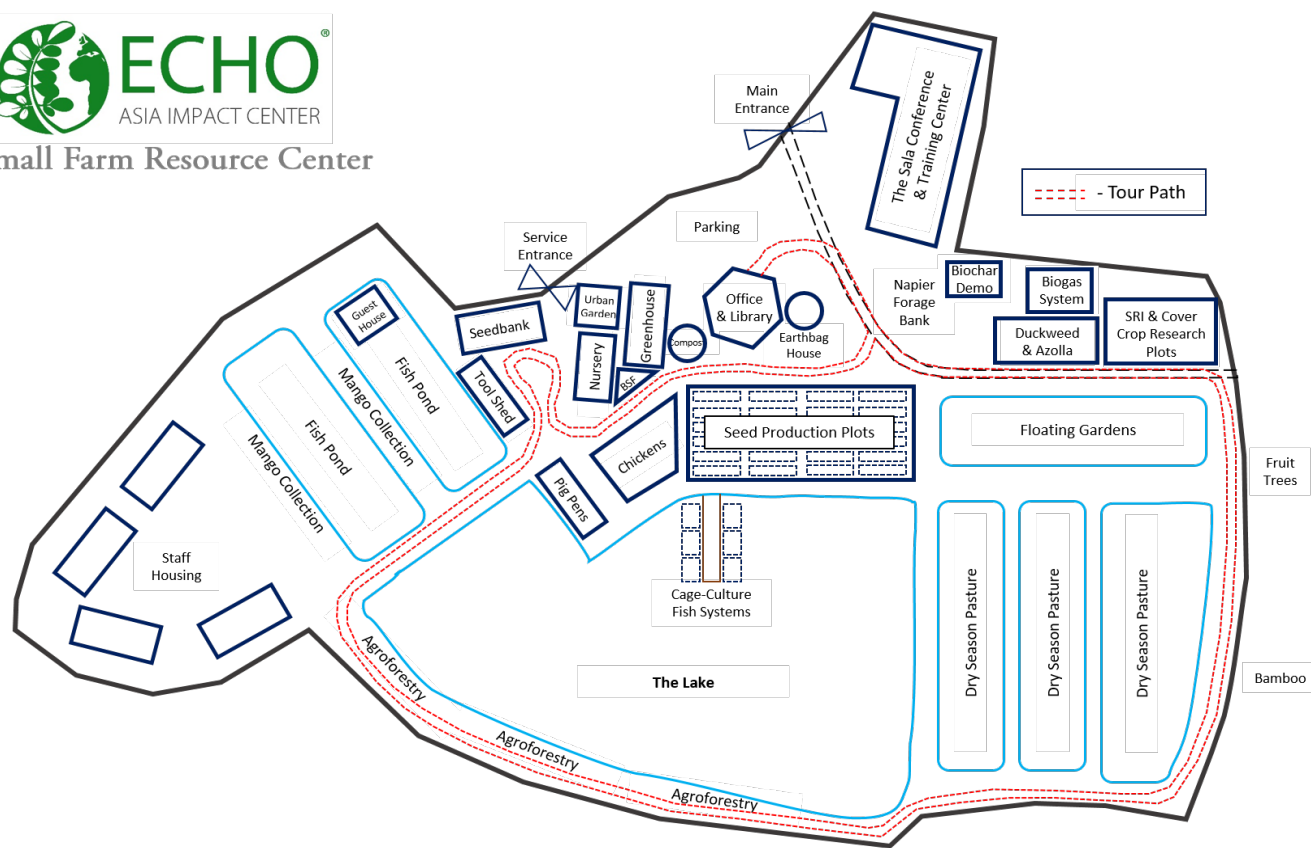 ECHO®
ASIA IMPACT CENTER
mall Farm Resource Center
Main
Entrance
The Sala Conference
& Training Center
- Tour Path
Parking
Service
Entrance
Napier
Forage
Bank
Biochar
Demo
Biogas
System
Duckweed
& Azolla
SRI & Cover
Crop Research
Plots
Guest
House
Seedbank
Urban
Garden
Greenhouse
Office
& Library
Earthbag
House
Compost
Nursery
BSF
Tool Shed
Fish Pond
Mango Collection
Fish Pond
Mango Collection
Chickens
Pig Pens
Seed Production Plots
Floating Gardens
Fruit
Trees
Staff
Housing
Cage-Culture
Fish Systems
The Lake
Dry Season Pasture
Dry Season Pasture
Dry Season Pasture
Bamboo
Agroforestry
Agroforestry
Agroforestry